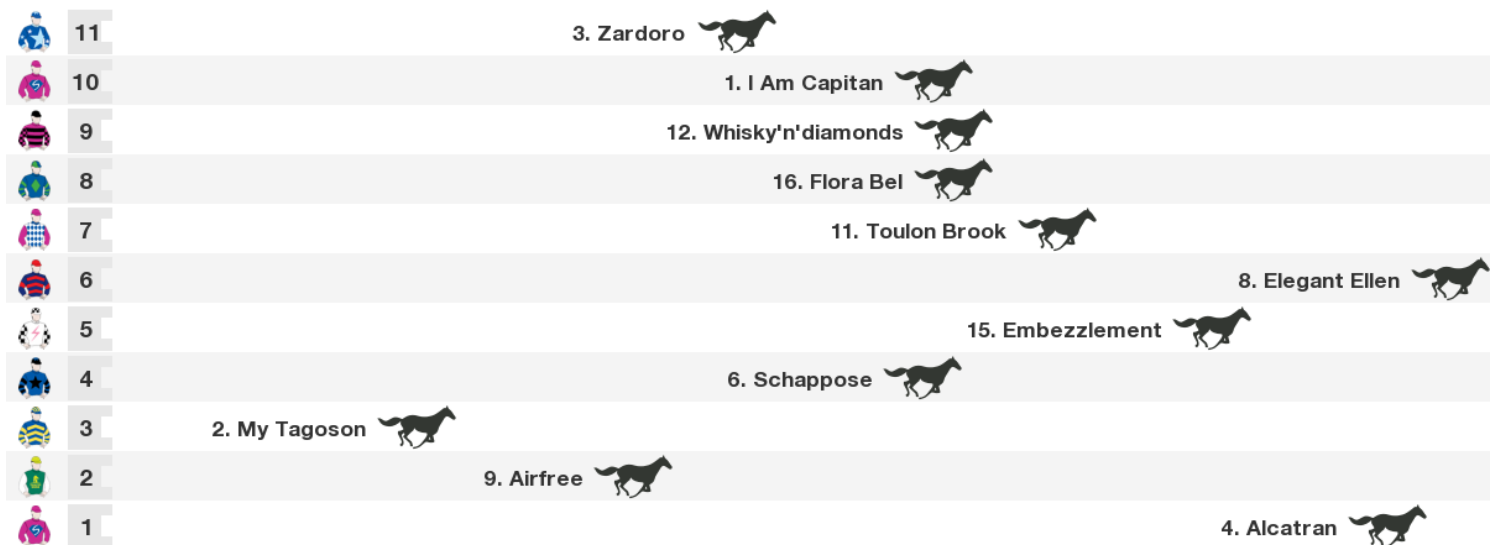 11 3. Zardoro
10 1. I Am Capitan
9 12. Whisky'n'diamonds
8 16. Flora Bel
7 11. Toulon Brook
6 8. Elegant Ellen
5 15. Embezzlement
4 6. Schappose
3 2. My Tagoson
2 9. Airfree
1 4. Alcatran